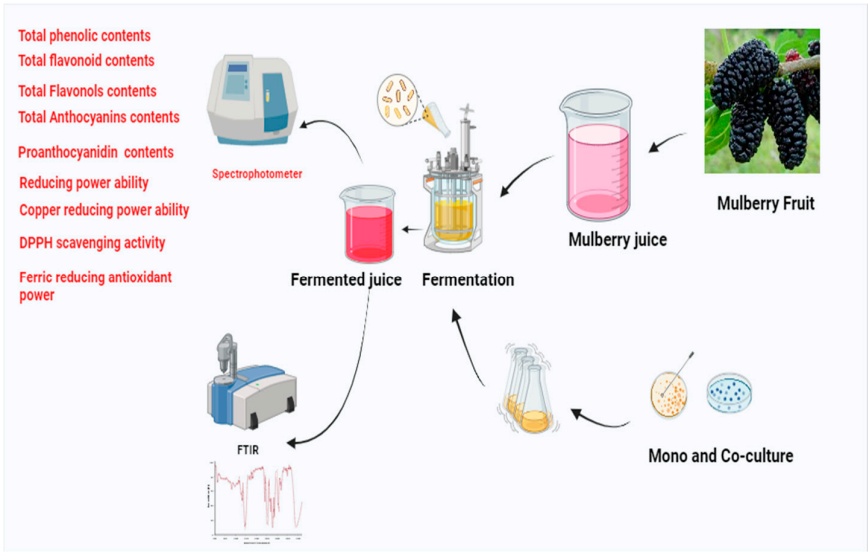 Total phenolic contents
Total flavonoid contents
Total Flavonols contents
Total Anthocyanins contents
Proanthocyanidin contents
Reducing power ability
Copper reducing power ability
DPPH scavenging activity
Ferric reducing antioxidant
power
Spectrophotometer
Mulberry Fruit
Mulberry juice
Fermented juice
Fermentation
FTIR
Mono and Co-culture